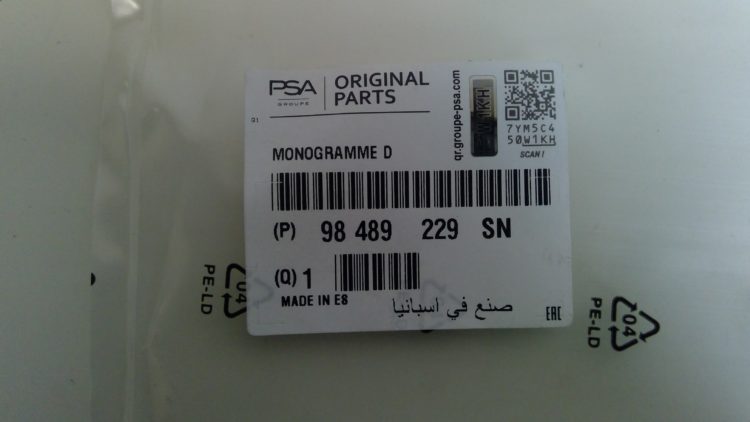 PSA
GROUPE
ORIGINAL
PARTS
qr.groupe-psa.com
W1KH
7YM5C4
50W1KH
SCAN !
MONOGRAMME D
(P) 98 489 229 SN
(Q) 1
MADE IN ES
صنع في اسبانيا
EAC
04
PE-LD
04
PE-LD